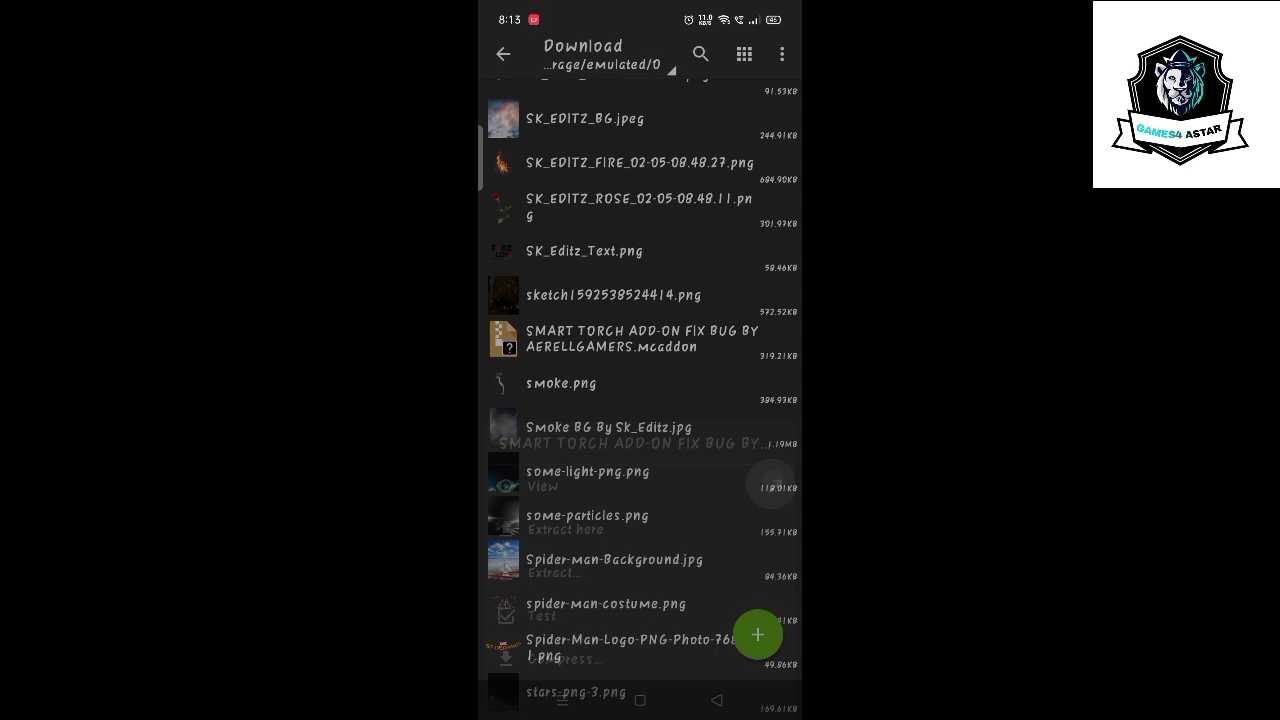 8:13
11.0
KB/S
46
Download
...rage/emulated/0
91.53KB
SK_EDITZ_BG.jpeg
244.91KB
SK_EDITZ_FIRE_02-05-08.48.27.png
684.90KB
SK_EDITZ_ROSE_02-05-08.48.11.pn
g
301.97KB
SK_Editz_Text.png
58.46KB
sketch1592538524414.png
572.52KB
SMART TORCH ADD-ON F|X BUG BY
AERELLGAMERS.mcaddon
319.21KB
smoke.png
384.93KB
Smoke BG By SK_Editz.jpg
1.19MB
SMART TORCH ADD-ON F|X BUG BY...
some-light-png.png
118.01KB
View
some-particles.png
155.71KB
Extract here
Spider-man-Background.jpg
84.36KB
Extract...
spider-man-costume.png
Test
Spider-Man-Logo-PNG-Photo-768
1.png
49.86KB
Compress...
stars-png-3.png
169.61KB
GAMES4 ASTAR